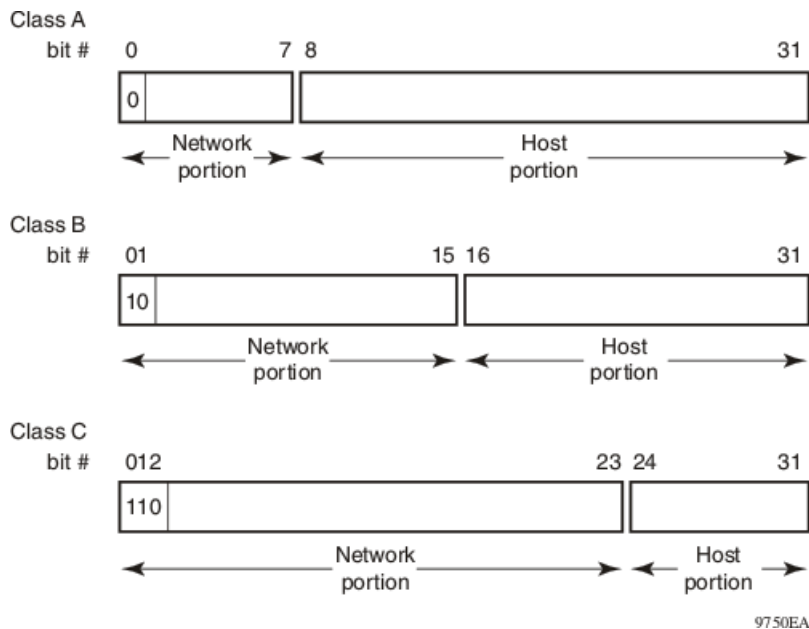 Class A
bit # 0 7 8 31
0
Network portion Host portion
Class B
bit # 01 15 16 31
10
Network portion Host portion
Class C
bit # 012 23 24 31
110
Network portion Host portion
9750EA